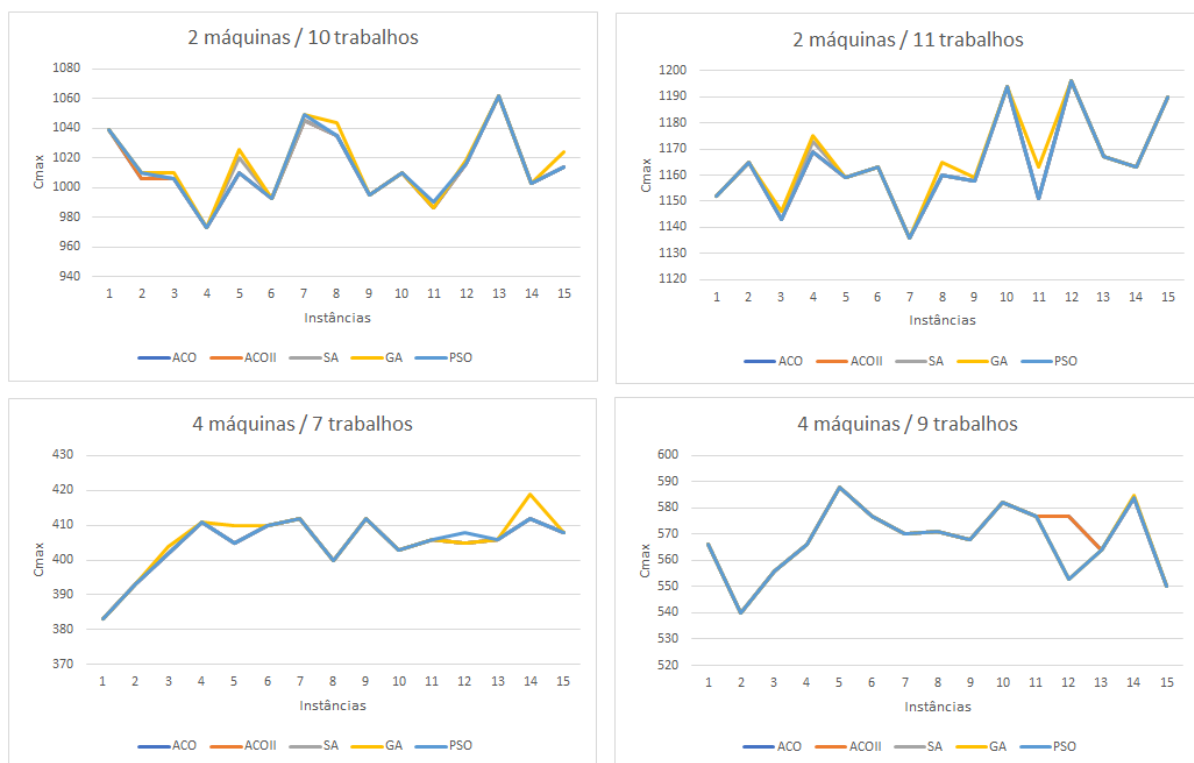 2 máquinas / 10 trabalhos
1080
1060
1040
1020
1000
980
960
940
Cmax
1 2 3 4 5 6 7 8 9 10 11 12 13 14 15
Instâncias
ACO ACOII SA GA PSO
2 máquinas / 11 trabalhos
1200
1190
1180
1170
1160
1150
1140
1130
1120
Cmax
1 2 3 4 5 6 7 8 9 10 11 12 13 14 15
Instâncias
ACO ACOII SA GA PSO
4 máquinas / 7 trabalhos
430
420
410
400
390
380
370
Cmax
1 2 3 4 5 6 7 8 9 10 11 12 13 14 15
Instâncias
ACO ACOII SA GA PSO
4 máquinas / 9 trabalhos
600
590
580
570
560
550
540
530
520
Cmax
1 2 3 4 5 6 7 8 9 10 11 12 13 14 15
Instâncias
ACO ACOII SA GA PSO